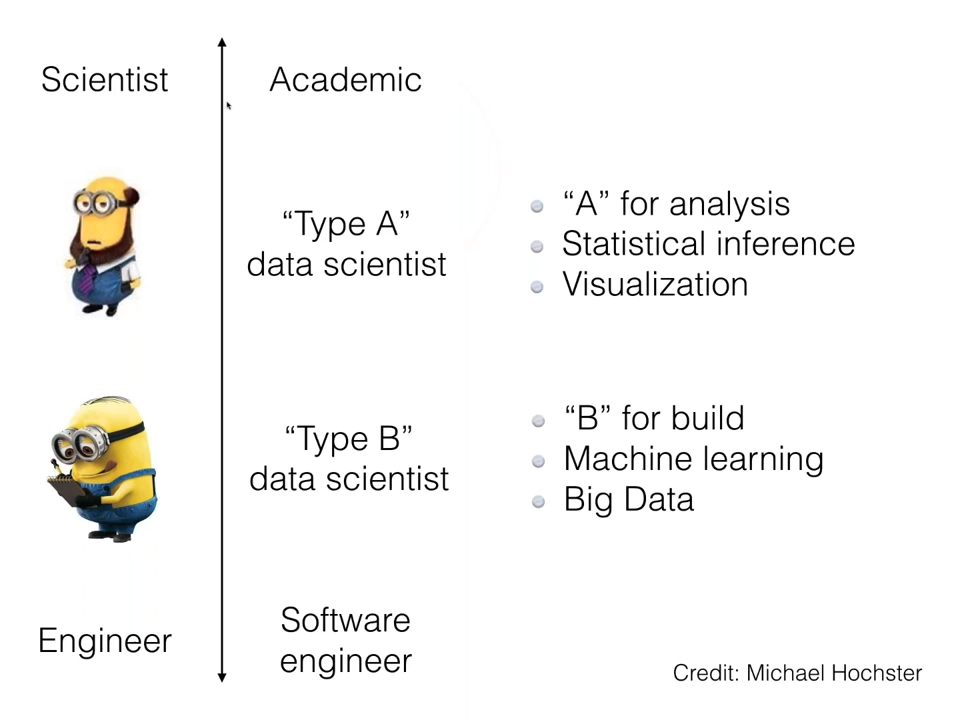 Scientist
Academic
“Type A”
data scientist
“A” for analysis
Statistical inference
Visualization
“Type B”
data scientist
“B” for build
Machine learning
Big Data
Engineer
Software
engineer
Credit: Michael Hochster